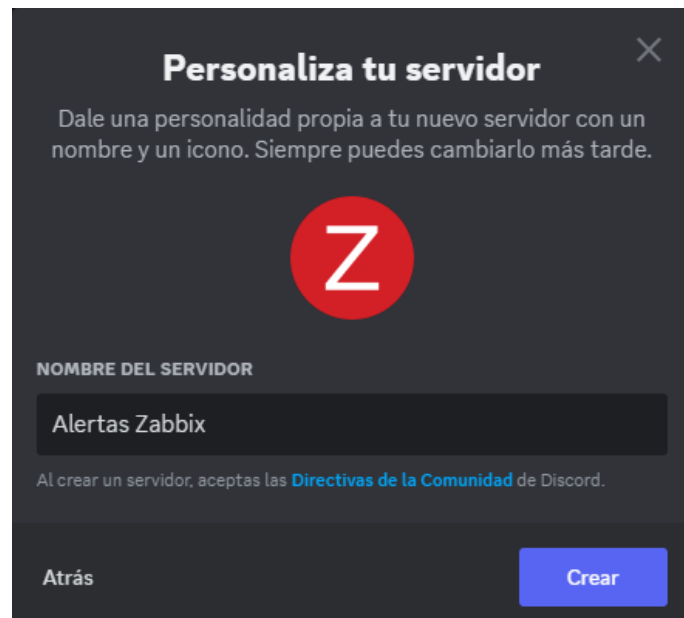 Personaliza tu servidor
Dale una personalidad propia a tu nuevo servidor con un
nombre y un icono. Siempre puedes cambiarlo más tarde.
Z
NOMBRE DEL SERVIDOR
Alertas Zabbix
Al crear un servidor, aceptas las Directivas de la Comunidad de Discord.
Atrás
Crear